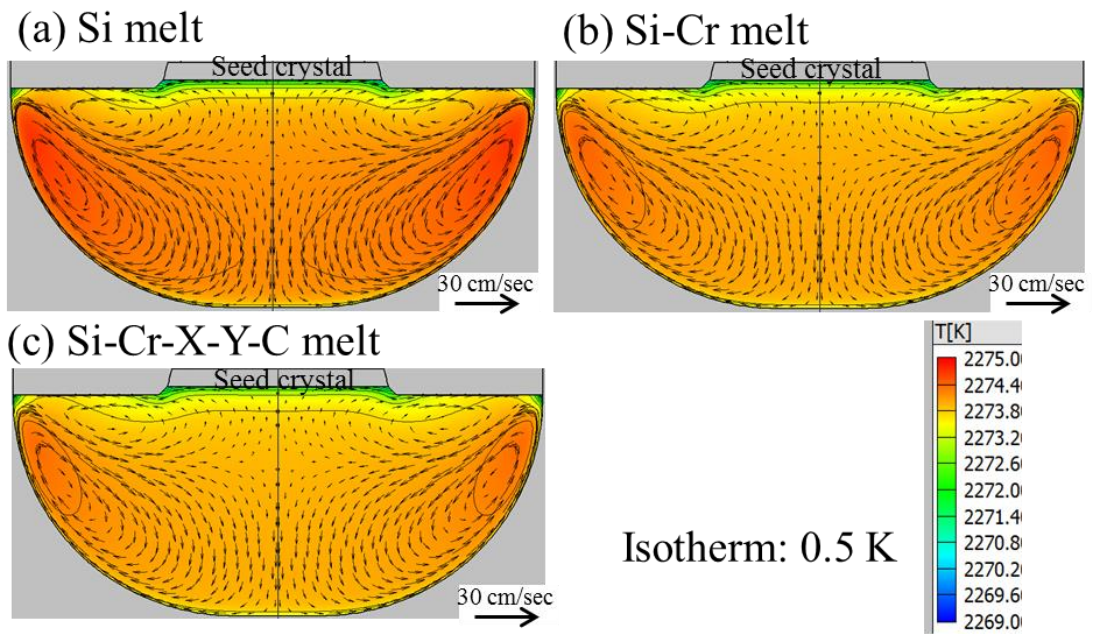 (a) Si melt
(b) Si-Cr melt
Seed crystal
Seed crystal
30 cm/sec
30 cm/sec
(c) Si-Cr-X-Y-C melt
Seed crystal
30 cm/sec
T[K]
2275.00
2274.40
2273.80
2273.20
2272.60
2272.00
2271.40
2270.80
2270.20
2269.60
2269.00
Isotherm: 0.5 K